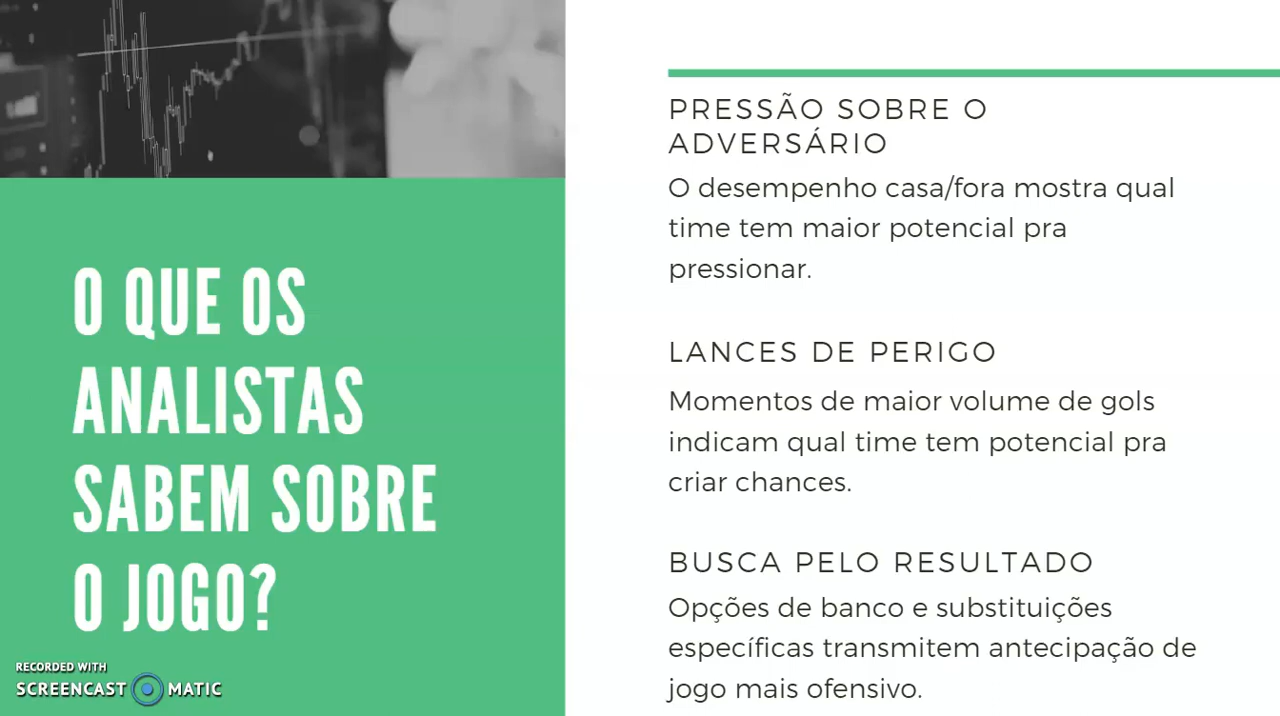 O QUE OS
ANALISTAS
SABEM SOBRE
O JOGO?
PRESSÃO SOBRE O
ADVERSÁRIO
O desempenho casa/fora mostra qual
time tem maior potencial pra
pressionar.
LANCES DE PERIGO
Momentos de maior volume de gols
indicam qual time tem potencial pra
criar chances.
BUSCA PELO RESULTADO
Opções de banco e substituições
específicas transmitem antecipação de
jogo mais ofensivo.
RECORDED WITH
SCREENCAST MATIC